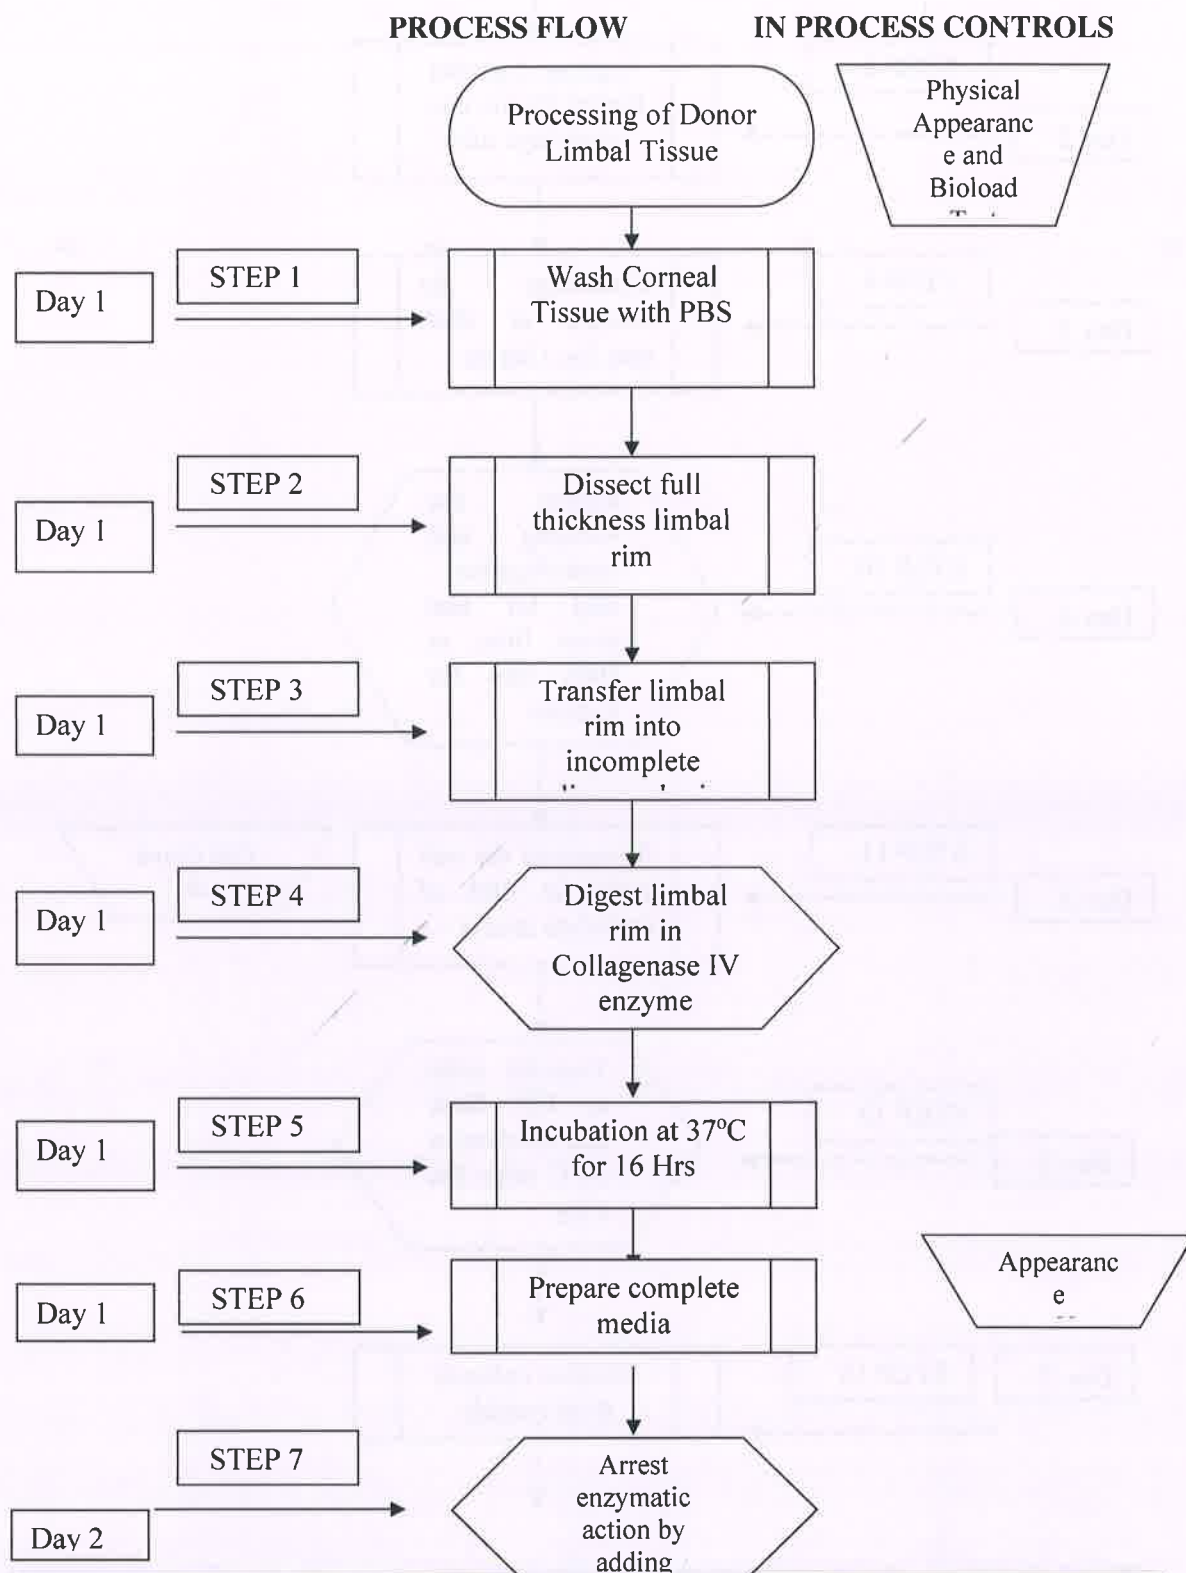 PROCESS FLOW IN PROCESS CONTROLS
Processing of Donor
Limbal Tissue
Physical
Appearanc
e and
Bioload
Day 1
STEP 1
Wash Corneal
Tissue with PBS
Day 1
STEP 2
Dissect full
thickness limbal
rim
Day 1
STEP 3
Transfer limbal
rim into
incomplete
Day 1
STEP 4
Digest limbal
rim in
Collagenase IV
enzyme
Day 1
STEP 5
Incubation at 37°C
for 16 Hrs
Day 1
STEP 6
Prepare complete
media
Appearanc
e
Day 2
STEP 7
Arrest
enzymatic
action by
adding